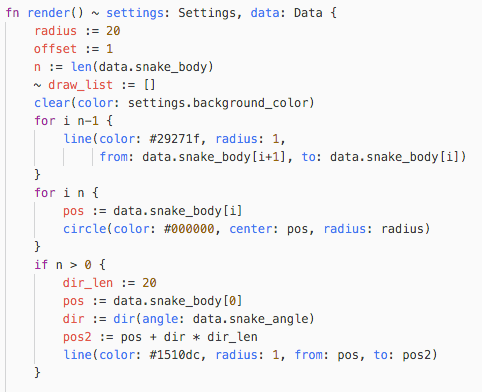 fn render() ~ settings: Settings, data: Data {
    radius := 20
    offset := 1
    n := len(data.snake_body)
    ~ draw_list := []
    clear(color: settings.background_color)
    for i n-1 {
        line(color: #29271f, radius: 1,
             from: data.snake_body[i+1], to: data.snake_body[i])
    }
    for i n {
        pos := data.snake_body[i]
        circle(color: #000000, center: pos, radius: radius)
    }
    if n > 0 {
        dir_len := 20
        pos := data.snake_body[0]
        dir := dir(angle: data.snake_angle)
        pos2 := pos + dir * dir_len
        line(color: #1510dc, radius: 1, from: pos, to: pos2)
    }